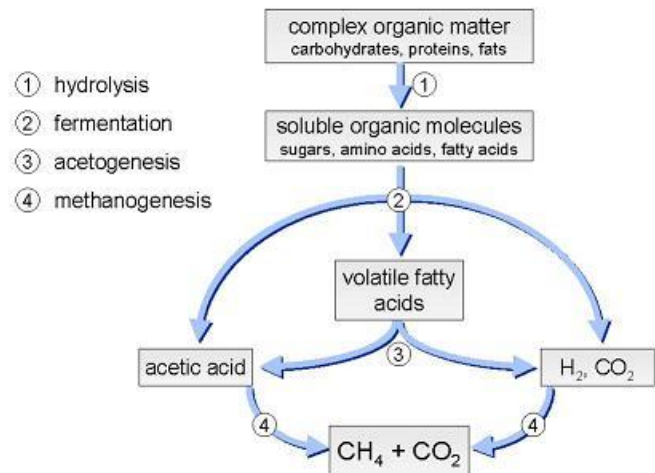 complex organic matter
carbohydrates, proteins, fats
① hydrolysis
② fermentation
③ acetogenesis
④ methanogenesis
①
soluble organic molecules
sugars, amino acids, fatty acids
②
volatile fatty
acids
③
acetic acid
H₂, CO₂
④
④
CH₄ + CO₂